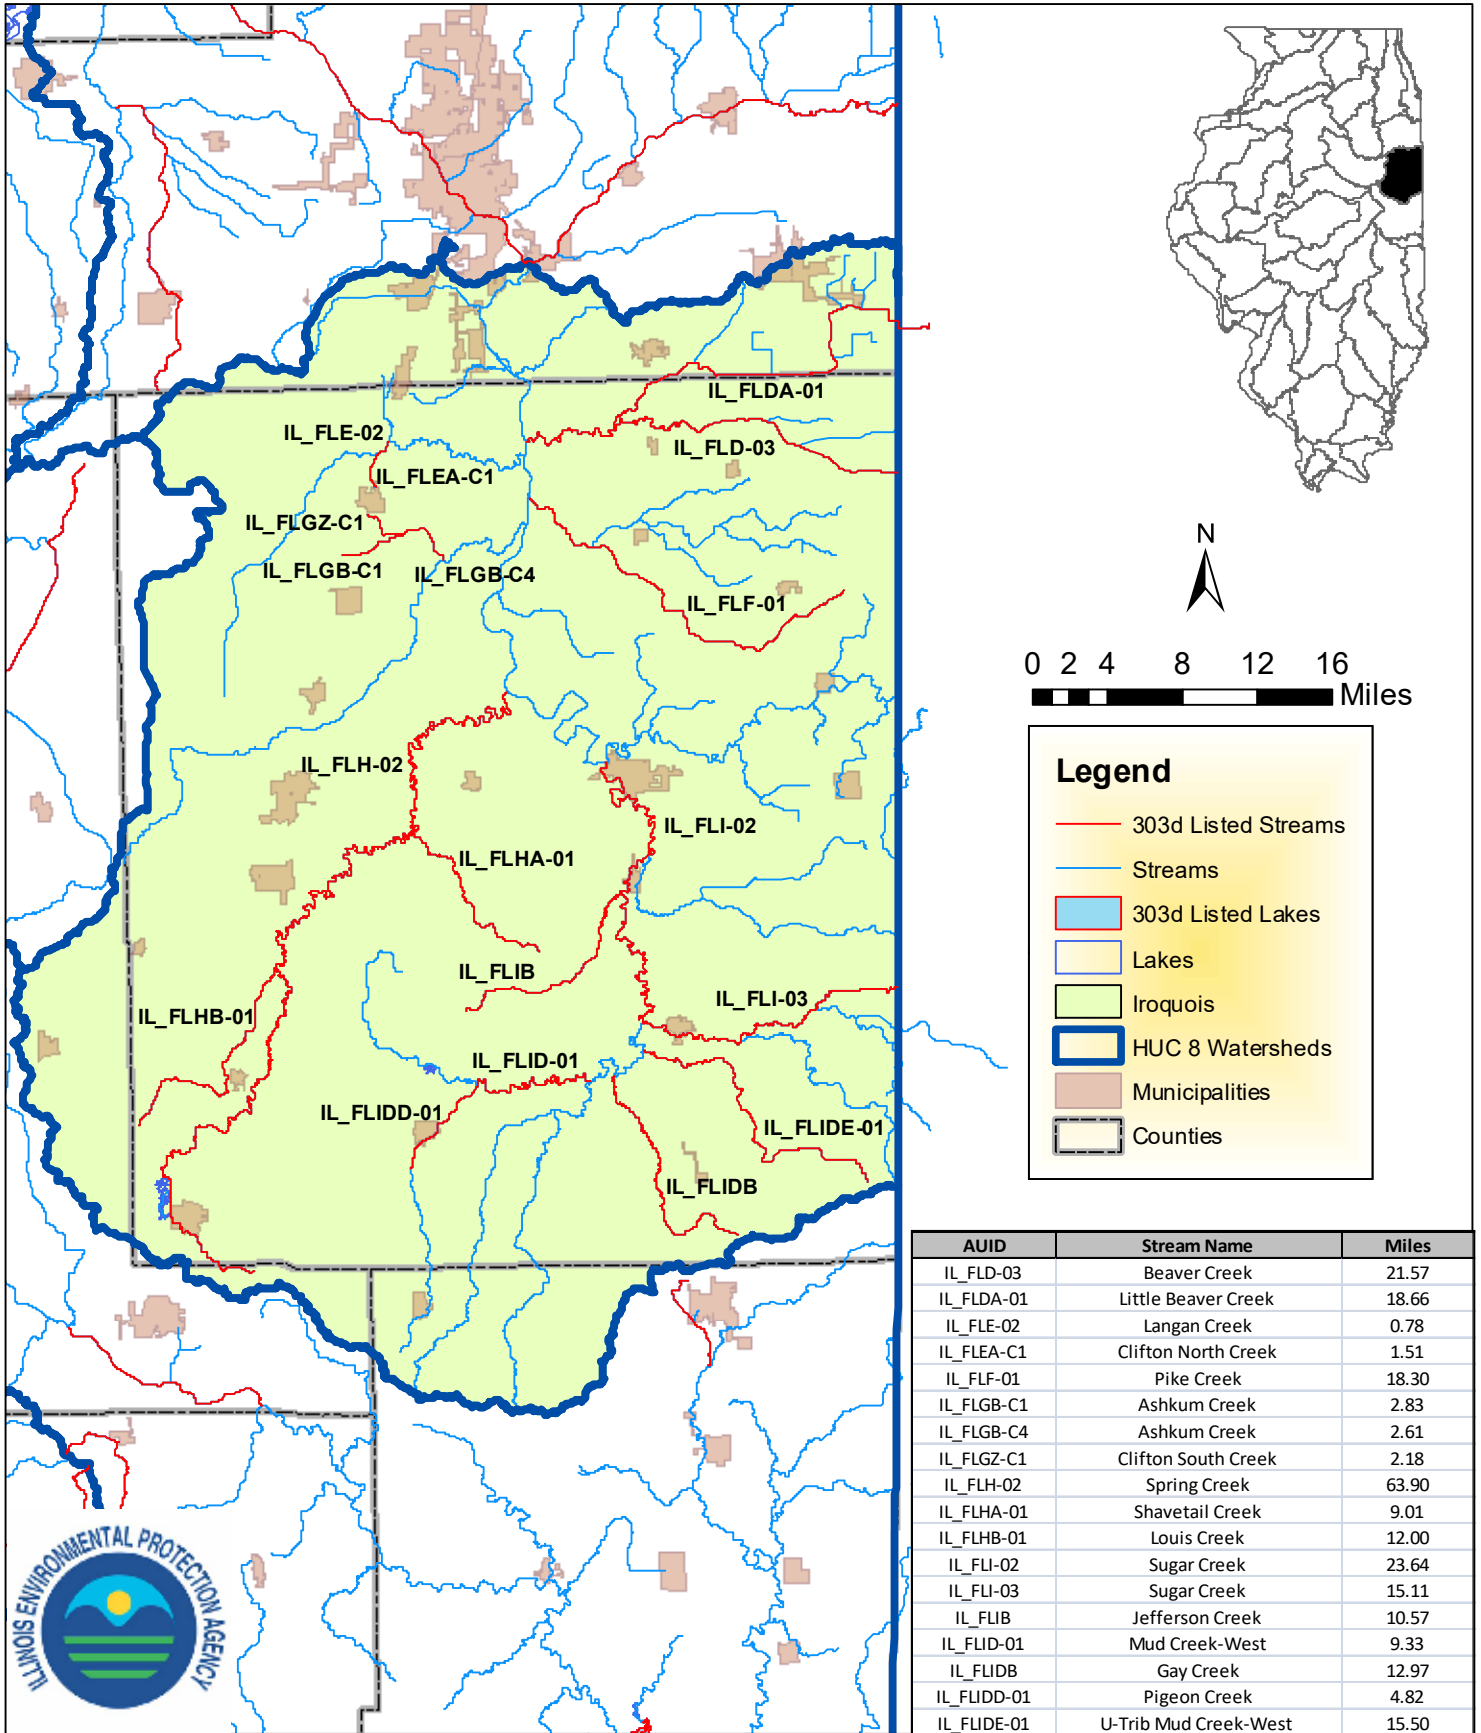 IL_FLDA-01
IL_FLE-02
IL_FLD-03
IL_FLEA-C1
IL_FLGZ-C1
IL_FLGB-C1
IL_FLGB-C4
IL_FLF-01
IL_FLH-02
IL_FLI-02
IL_FLHA-01
IL_FLIB
IL_FLI-03
IL_FLHB-01
IL_FLID-01
IL_FLIDD-01
IL_FLIDE-01
IL_FLIDB
N
0 2 4 8 12 16
Miles
Legend
303d Listed Streams
Streams
303d Listed Lakes
Lakes
Iroquois
HUC 8 Watersheds
Municipalities
Counties
AUID Stream Name Miles
IL_FLD-03 Beaver Creek 21.57
IL_FLDA-01 Little Beaver Creek 18.66
IL_FLE-02 Langan Creek 0.78
IL_FLEA-C1 Clifton North Creek 1.51
IL_FLF-01 Pike Creek 18.30
IL_FLGB-C1 Ashkum Creek 2.83
IL_FLGB-C4 Ashkum Creek 2.61
IL_FLGZ-C1 Clifton South Creek 2.18
IL_FLH-02 Spring Creek 63.90
IL_FLHA-01 Shavetail Creek 9.01
IL_FLHB-01 Louis Creek 12.00
IL_FLI-02 Sugar Creek 23.64
IL_FLI-03 Sugar Creek 15.11
IL_FLIB Jefferson Creek 10.57
IL_FLID-01 Mud Creek-West 9.33
IL_FLIDB Gay Creek 12.97
IL_FLIDD-01 Pigeon Creek 4.82
IL_FLIDE-01 U-Trib Mud Creek-West 15.50
ILLINOIS ENVIRONMENTAL PROTECTION AGENCY